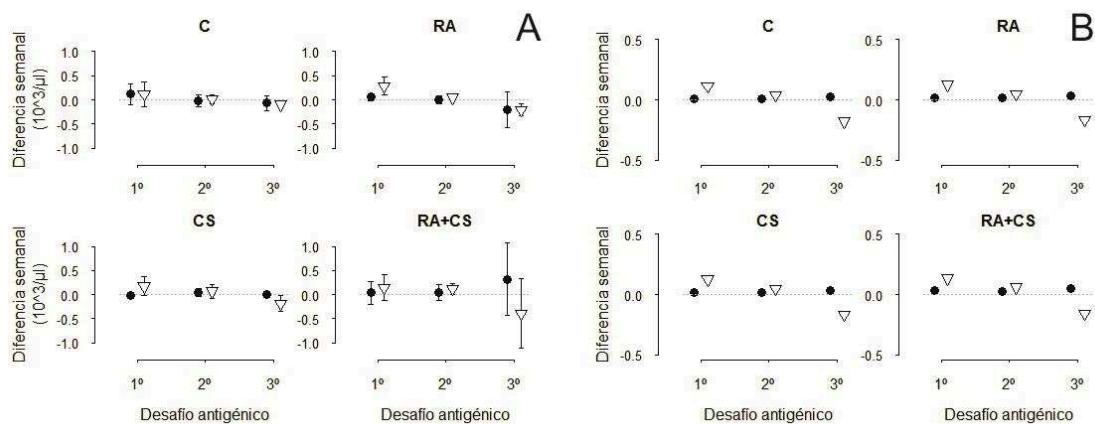 A
C
RA
Diferencia semanal
(10^3/µl)
1.0
0.5
0.0
-0.5
-1.0
1.0
0.5
0.0
-0.5
-1.0
1º 2º 3º
1º 2º 3º
CS
RA+CS
Diferencia semanal
(10^3/µl)
1.0
0.5
0.0
-0.5
-1.0
1.0
0.5
0.0
-0.5
-1.0
1º 2º 3º
1º 2º 3º
Desafío antigénico
Desafío antigénico
B
C
RA
Diferencia semanal
0.5
0.0
-0.5
0.5
0.0
-0.5
1º 2º 3º
1º 2º 3º
CS
RA+CS
Diferencia semanal
0.5
0.0
-0.5
0.5
0.0
-0.5
1º 2º 3º
1º 2º 3º
Desafío antigénico
Desafío antigénico